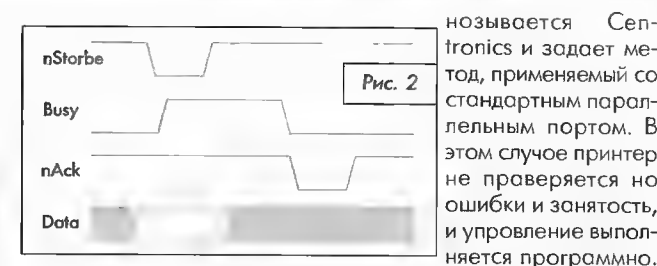 nStorbe
Busy
nAck
Data
Рис. 2
нозывается Cen-
tronics и задает ме-
тод, применяемый со
стандартным парал-
лельным портом. В
этом случое принтер
не проверяется но
ошибки и занятость,
и упровление выпол-
няется программно.